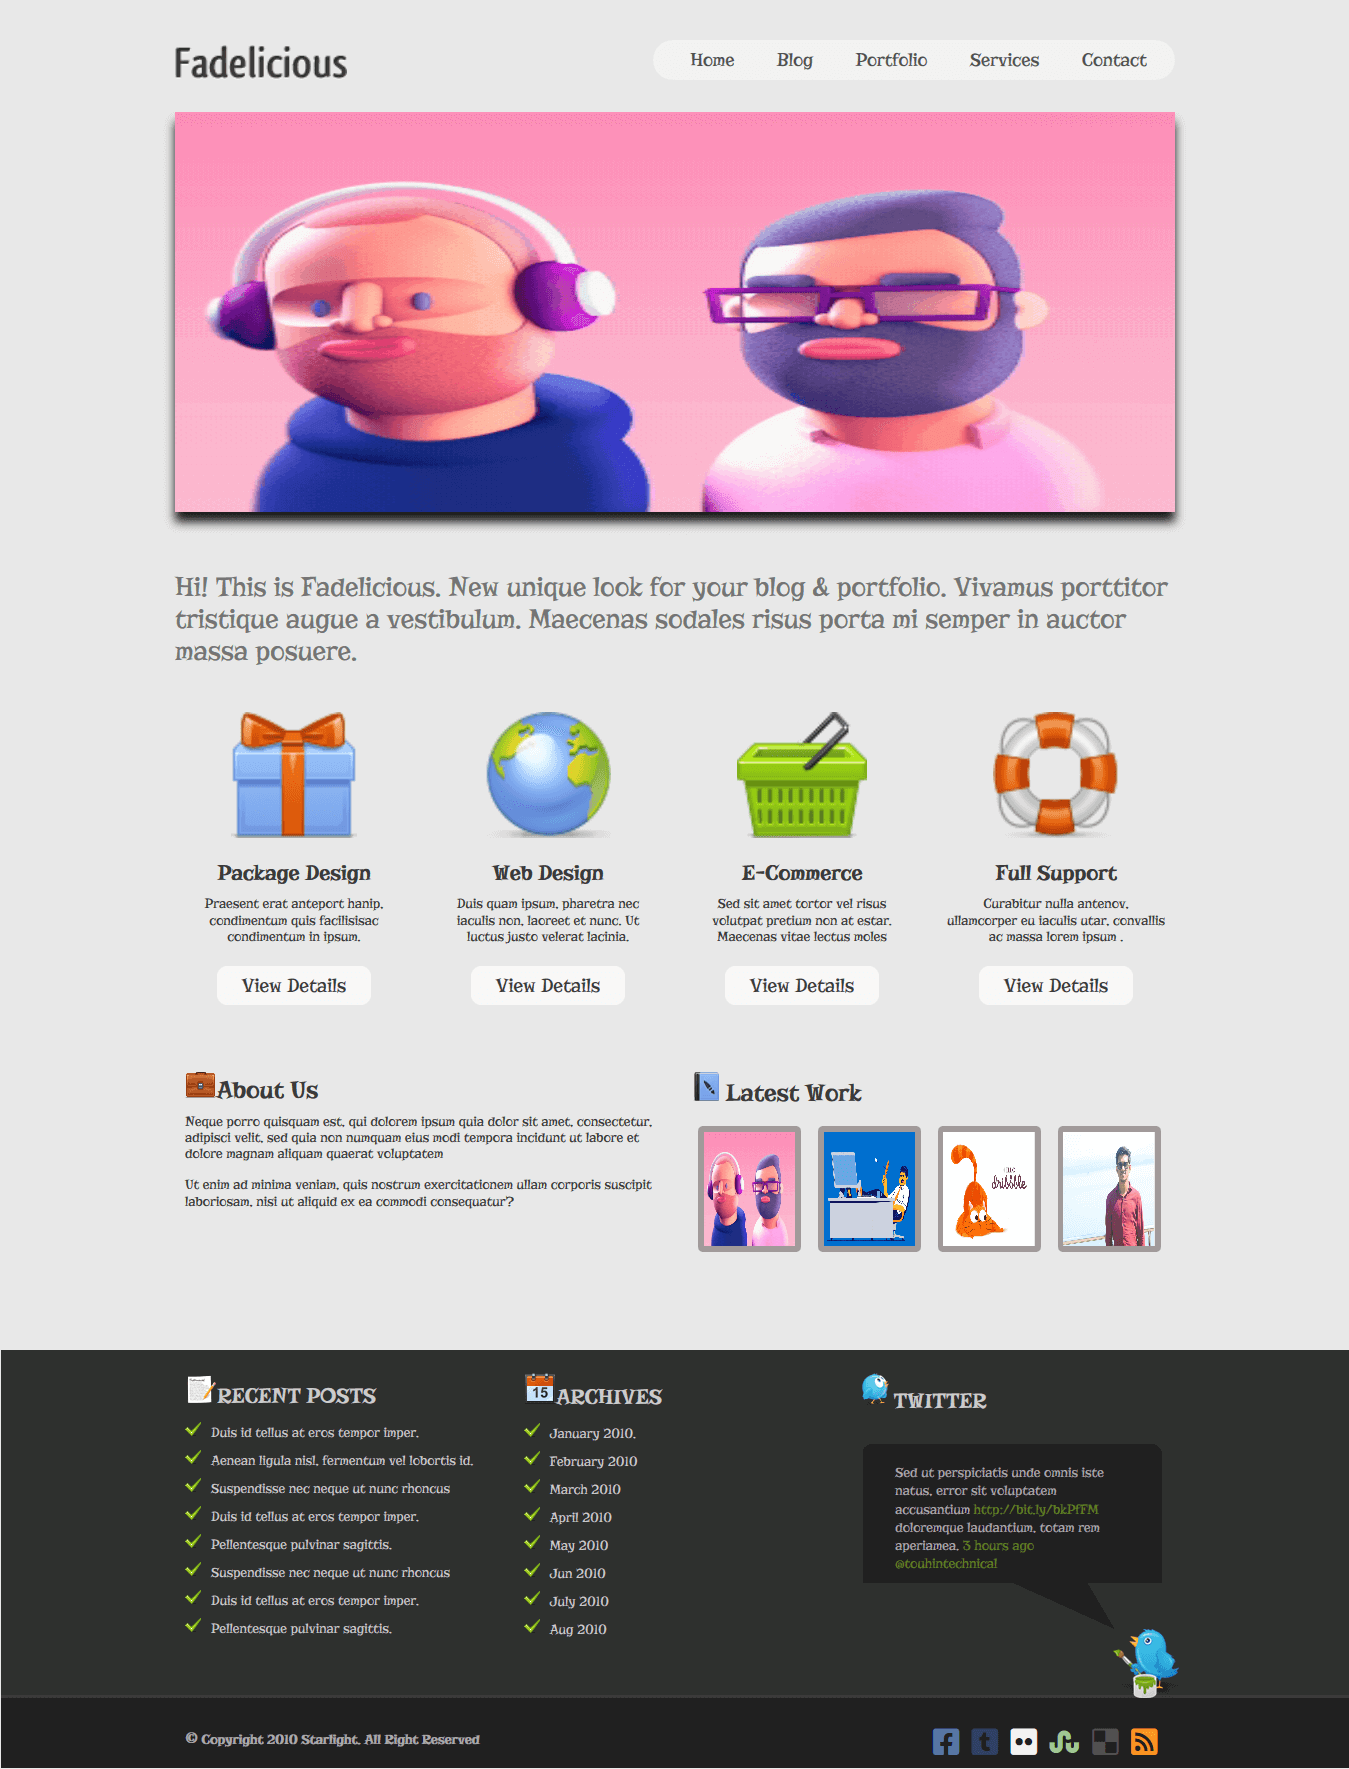 Fadelicious
Home Blog Portfolio Services Contact
Hi! This is Fadelicious. New unique look for your blog & portfolio. Vivamus porttitor
tristique augue a vestibulum. Maecenas sodales risus porta mi semper in auctor
massa posuere.
Package Design
Praesent erat anteport hanip,
condimentum quis facilisisac
condimentum in ipsum.
View Details
Web Design
Duis quam ipsum, pharetra nec
iaculis non, laoreet et nunc. Ut
luctus justo velerat lacinia.
View Details
E-Commerce
Sed sit amet tortor vel risus
volutpat pretium non at estar.
Maecenas vitae lectus moles
View Details
Full Support
Curabitur nulla antenov,
ullamcorper eu iaculis utar, convallis
ac massa lorem ipsum .
View Details
About Us
Neque porro quisquam est, qui dolorem ipsum quia dolor sit amet, consectetur,
adipisci velit, sed quia non numquam eius modi tempora incidunt ut labore et
dolore magnam aliquam quaerat voluptatem
Ut enim ad minima veniam, quis nostrum exercitationem ullam corporis suscipit
laboriosam, nisi ut aliquid ex ea commodi consequatur?
Latest Work
dribbble
RECENT POSTS
Duis id tellus at eros tempor imper.
Aenean ligula nisl, fermentum vel lobortis id.
Suspendisse nec neque ut nunc rhoncus
Duis id tellus at eros tempor imper.
Pellentesque pulvinar sagittis.
Suspendisse nec neque ut nunc rhoncus
Duis id tellus at eros tempor imper.
Pellentesque pulvinar sagittis.
15
ARCHIVES
January 2010.
February 2010
March 2010
April 2010
May 2010
Jun 2010
July 2010
Aug 2010
TWITTER
Sed ut perspiciatis unde omnis iste
natus, error sit voluptatem
accusantium http://bit.ly/bkPfFM
doloremque laudantium, totam rem
aperiamea. 3 hours ago
@touhintechnical
© Copyright 2010 Starlight. All Right Reserved